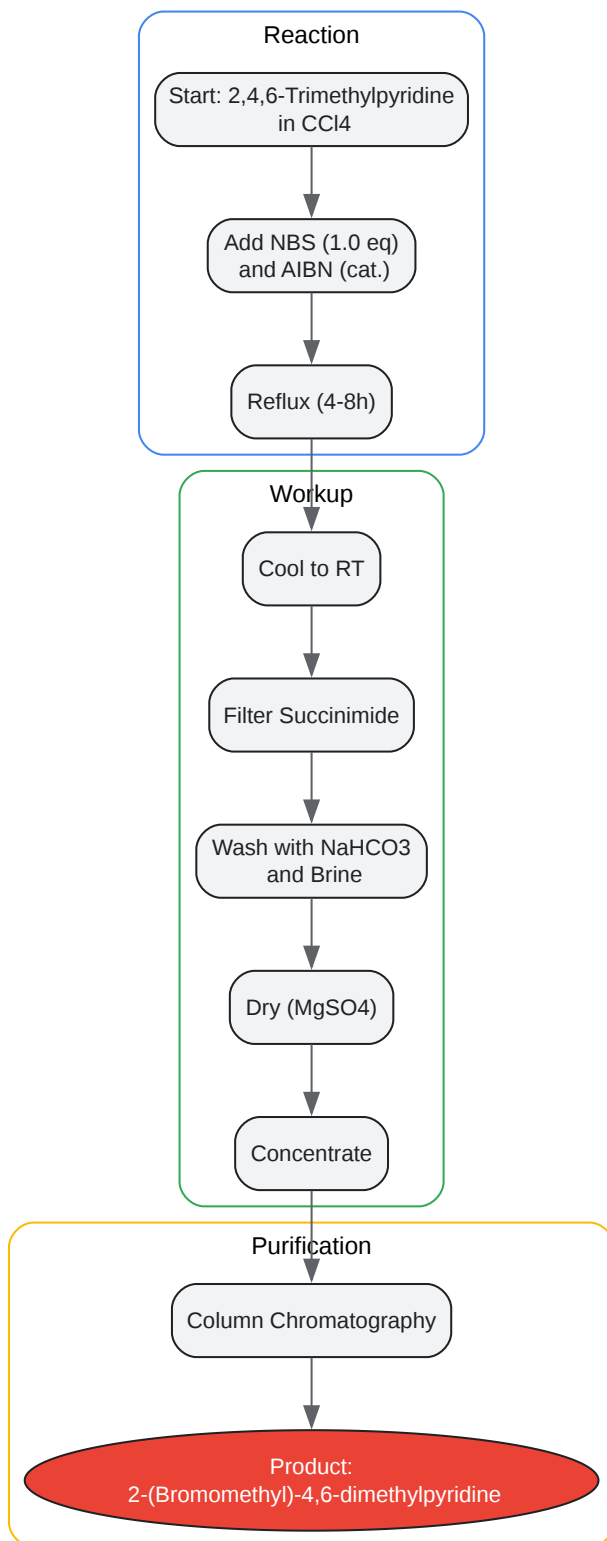 Reaction
Start: 2,4,6-Trimethylpyridine
in CCl4
Add NBS (1.0 eq)
and AIBN (cat.)
Reflux (4-8h)
Workup
Cool to RT
Filter Succinimide
Wash with NaHCO3
and Brine
Dry (MgSO4)
Concentrate
Purification
Column Chromatography
Product:
2-(Bromomethyl)-4,6-dimethylpyridine